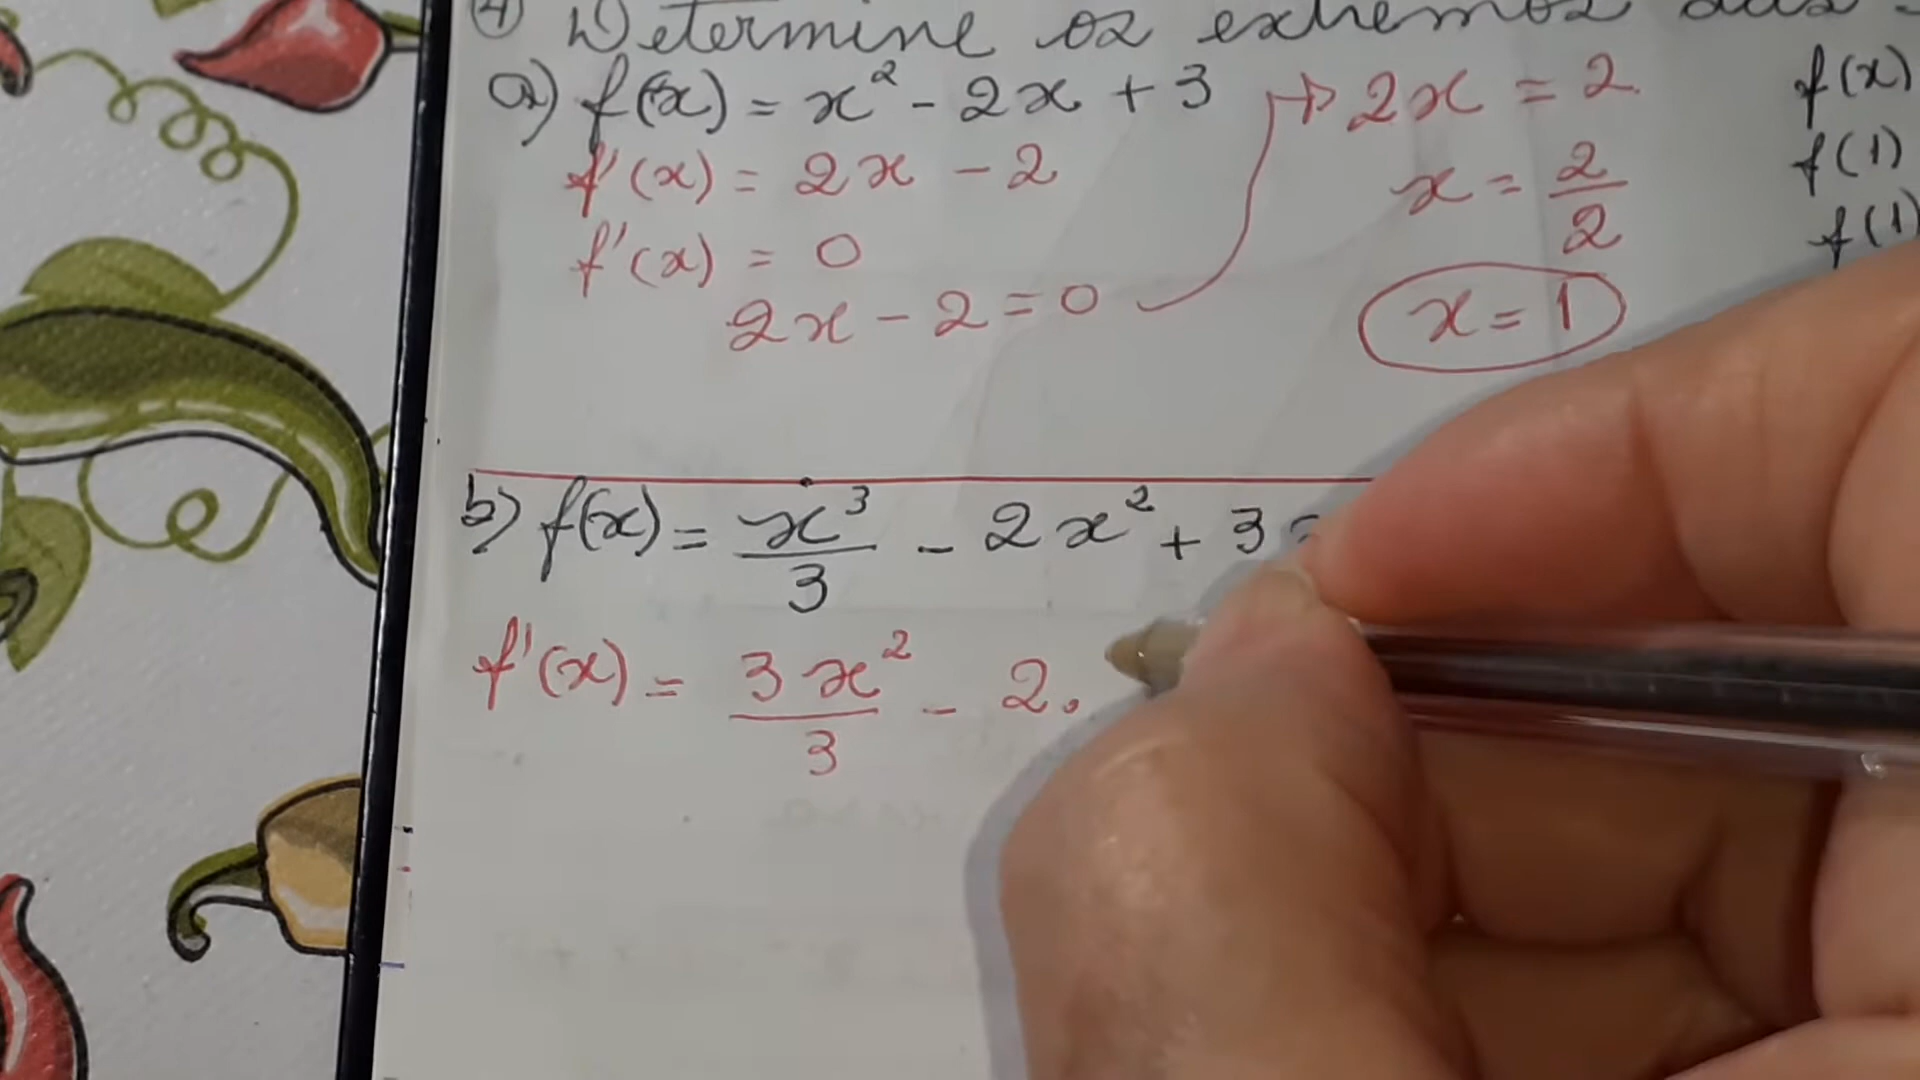 4) Determine os extremos das
a) f(x) = x² - 2x + 3
f'(x) = 2x - 2
f'(x) = 0
2x - 2 = 0
→ 2x = 2
x = 2/2
x = 1
f(x)
f(1)
f(1)
b) f(x) = x³/3 - 2x² + 3
f'(x) = 3x²/3 - 2.